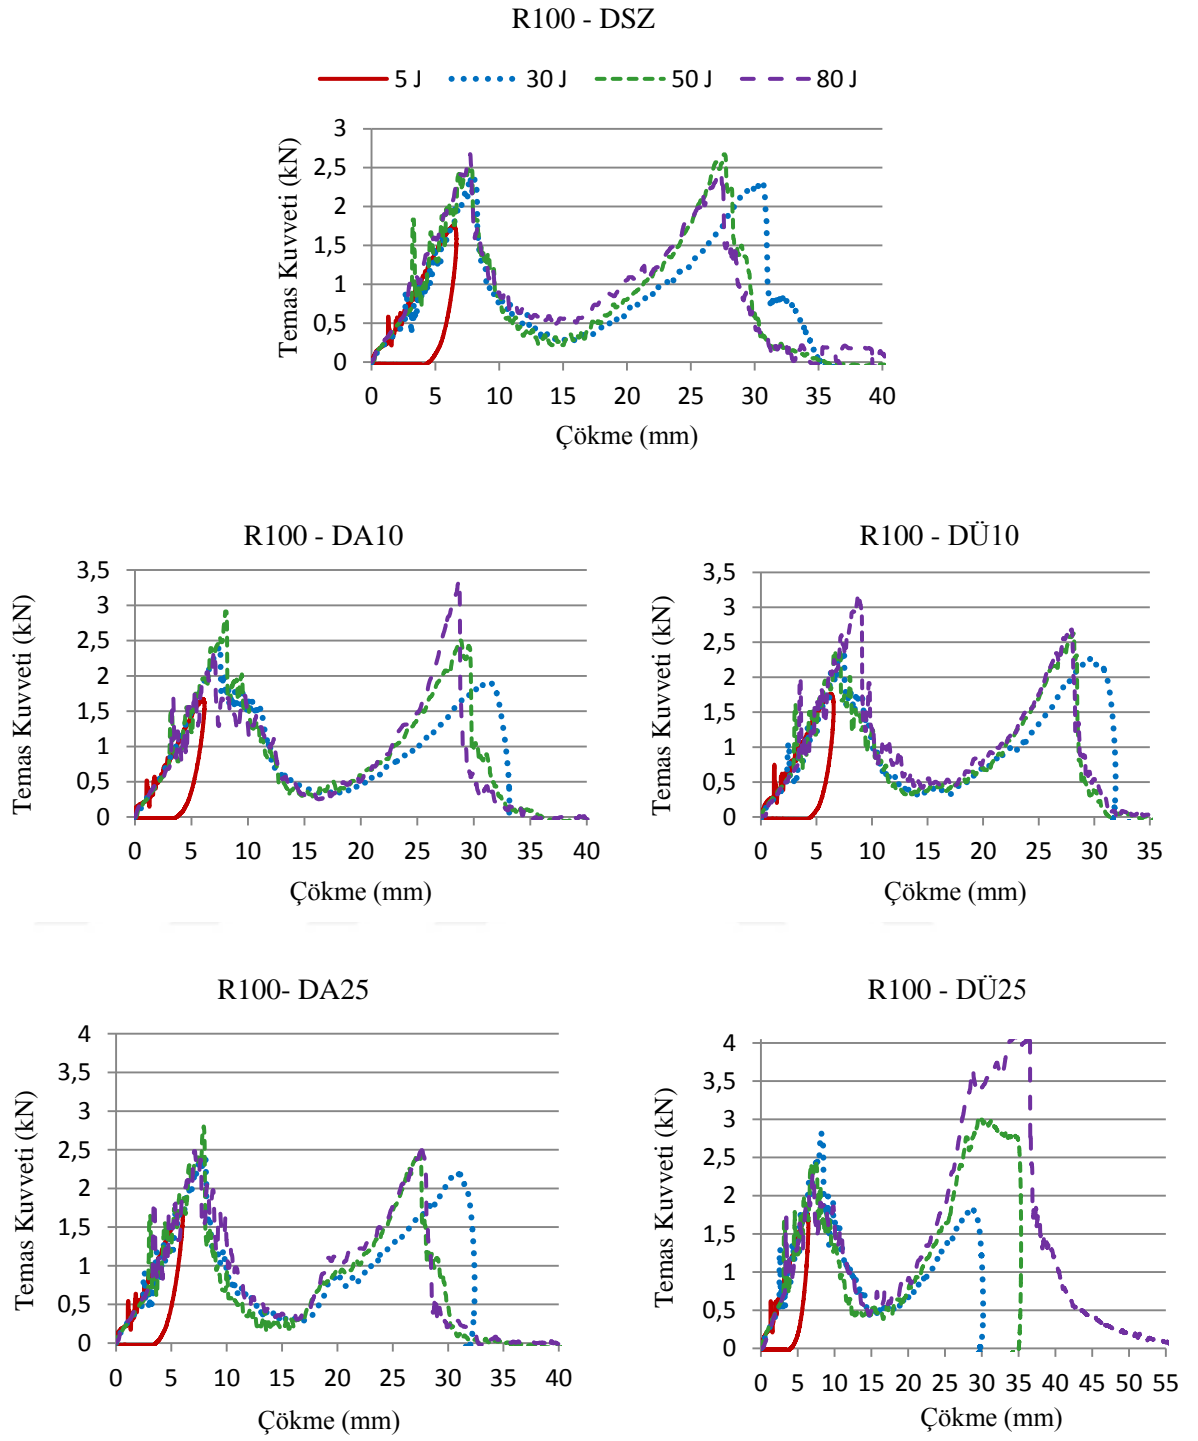 R100 - DSZ
5 J 30 J 50 J 80 J
Temas Kuvveti (kN)
3
2,5
2
1,5
1
0,5
0
0 5 10 15 20 25 30 35 40
Çökme (mm)
R100 - DA10
Temas Kuvveti (kN)
3,5
3
2,5
2
1,5
1
0,5
0
0 5 10 15 20 25 30 35 40
Çökme (mm)
R100 - DÜ10
Temas Kuvveti (kN)
3,5
3
2,5
2
1,5
1
0,5
0
0 5 10 15 20 25 30 35
Çökme (mm)
R100- DA25
Temas Kuvveti (kN)
4
3,5
3
2,5
2
1,5
1
0,5
0
0 5 10 15 20 25 30 35 40
Çökme (mm)
R100 - DÜ25
Temas Kuvveti (kN)
4
3,5
3
2,5
2
1,5
1
0,5
0
0 5 10 15 20 25 30 35 40 45 50 55
Çökme (mm)